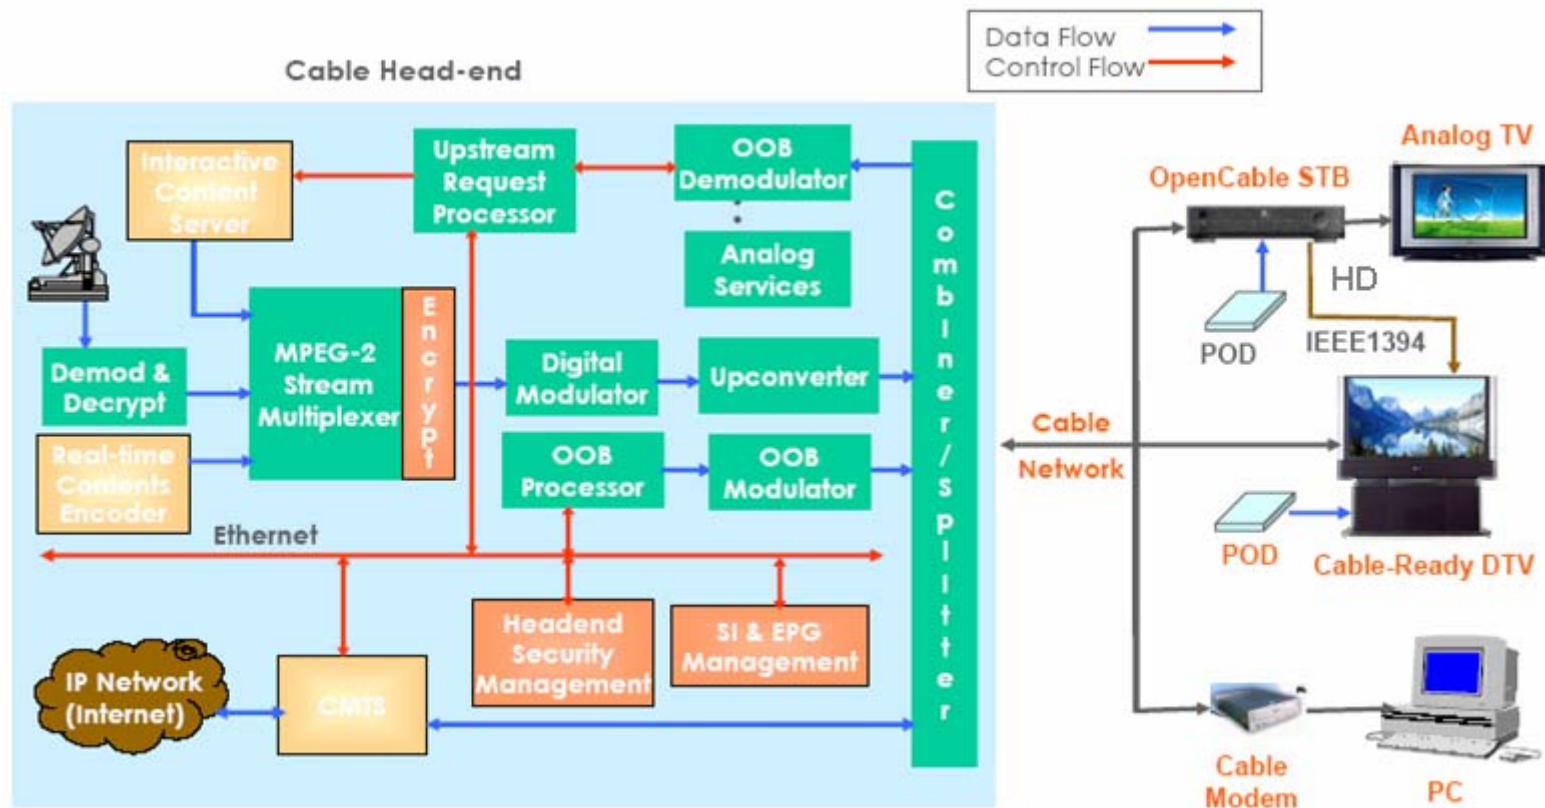 Data Flow
Control Flow
Cable Head-end
Interactive
Content
Server
Upstream
Request
Processor
OOB
Demodulator
Analog
Services
Demod &
Decrypt
MPEG-2
Stream
Multiplexer
Encrypt
Digital
Modulator
Upconverter
Real-time
Contents
Encoder
OOB
Processor
OOB
Modulator
Combiner/Splitter
Ethernet
Headend
Security
Management
SI & EPG
Management
IP Network
(Internet)
CMTS
Cable
Network
Analog TV
OpenCable STB
HD
POD
IEEE1394
POD
Cable-Ready DTV
Cable
Modem
PC